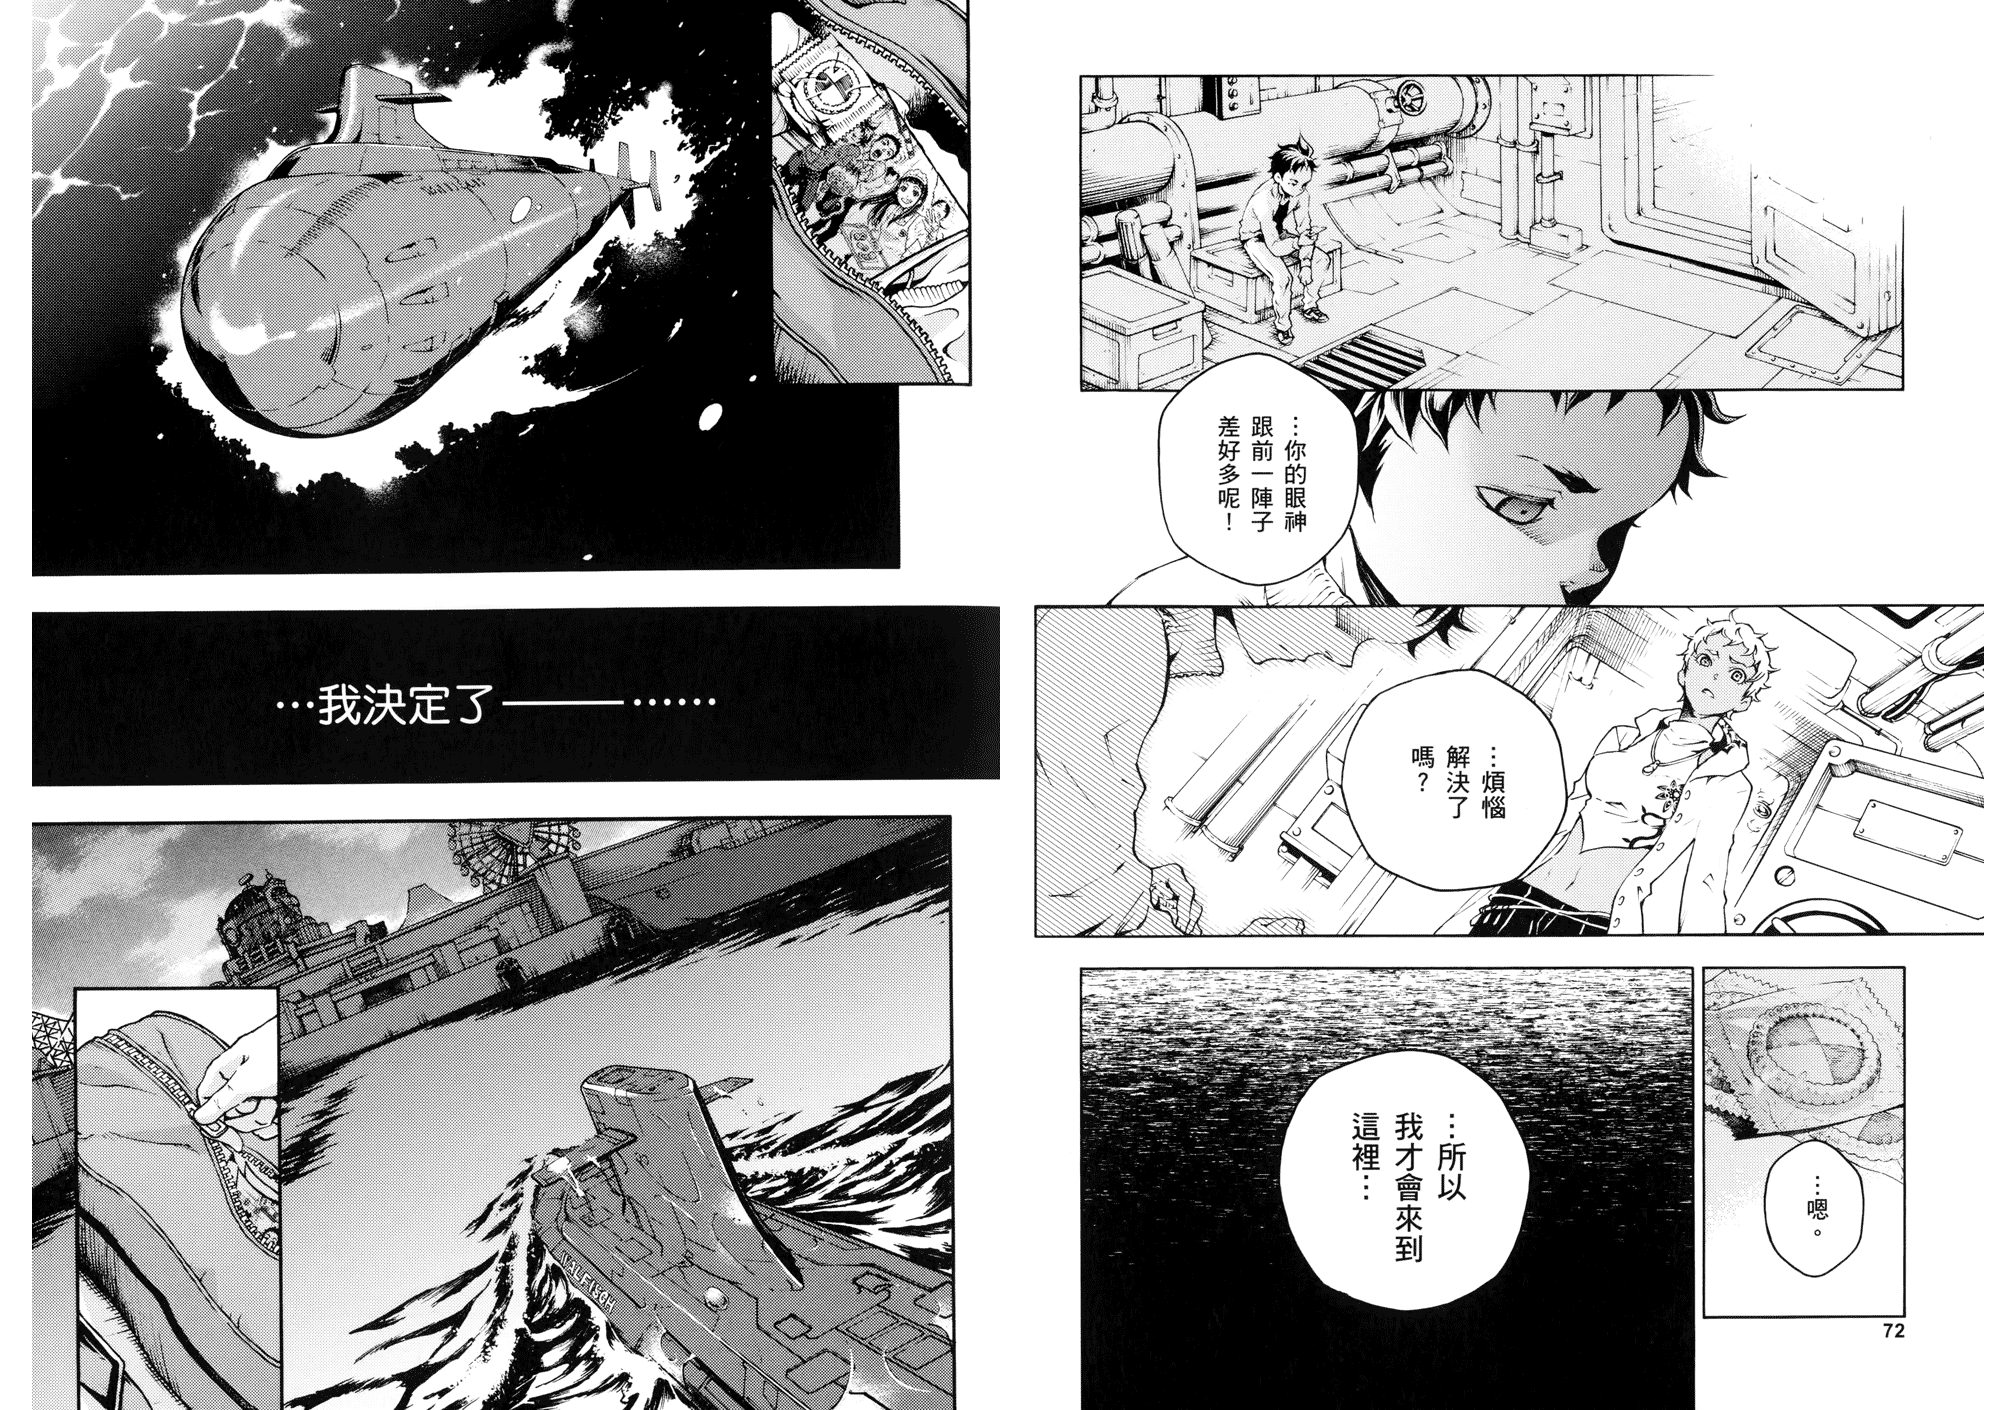 …你的眼神
跟前一陣子
差好多呢！
…煩惱
解決了
嗎？
…嗯。
…所以
我才會來到
這裡…
72
…我決定了———……
WALFISCH